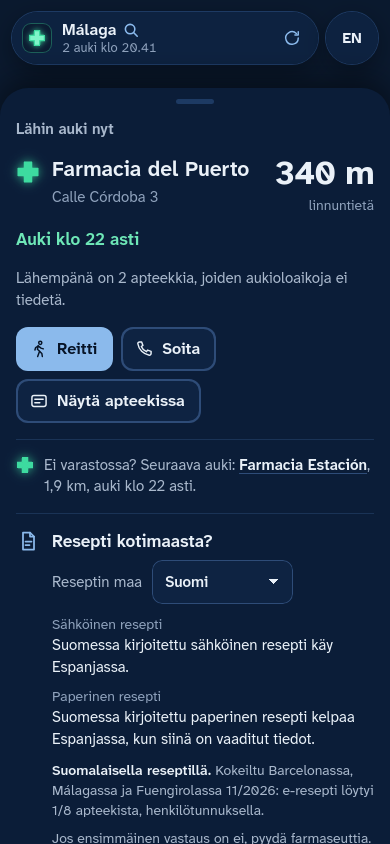 Málaga
2 auki klo 20.41
EN
Lähin auki nyt
Farmacia del Puerto
340 m
Calle Córdoba 3
linnuntietä
Auki klo 22 asti
Lähempänä on 2 apteekkia, joiden aukioloaikoja ei
tiedetä.
Reitti
Soita
Näytä apteekissa
Ei varastossa? Seuraava auki: Farmacia Estación,
1,9 km, auki klo 22 asti.
Resepti kotimaasta?
Reseptin maa
Suomi
Sähköinen resepti
Suomessa kirjoitettu sähköinen resepti käy
Espanjassa.
Paperinen resepti
Suomessa kirjoitettu paperinen resepti kelpaa
Espanjassa, kun siinä on vaaditut tiedot.
Suomalaisella reseptillä. Kokeiltu Barcelonassa,
Málagassa ja Fuengirolassa 11/2026: e-resepti löytyi
1/8 apteekista, henkilötunnuksella.
Jos ensimmäinen vastaus on ei, pyydä farmaseuttia.